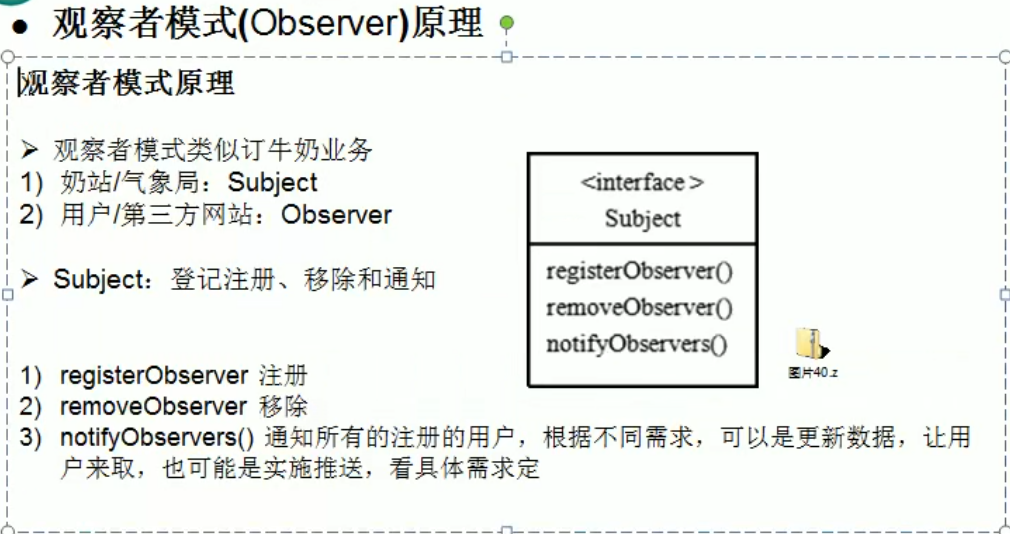 ● 观察者模式(Observer)原理
观察者模式原理
➢ 观察者模式类似订牛奶业务
1) 奶站/气象局：Subject
2) 用户/第三方网站：Observer
➢ Subject：登记注册、移除和通知
1) registerObserver 注册
2) removeObserver 移除
3) notifyObservers() 通知所有的注册的用户，根据不同需求，可以是更新数据，让用
户来取，也可能是实施推送，看具体需求定
<interface >
Subject
registerObserver()
removeObserver()
notifyObservers()
图片40.z